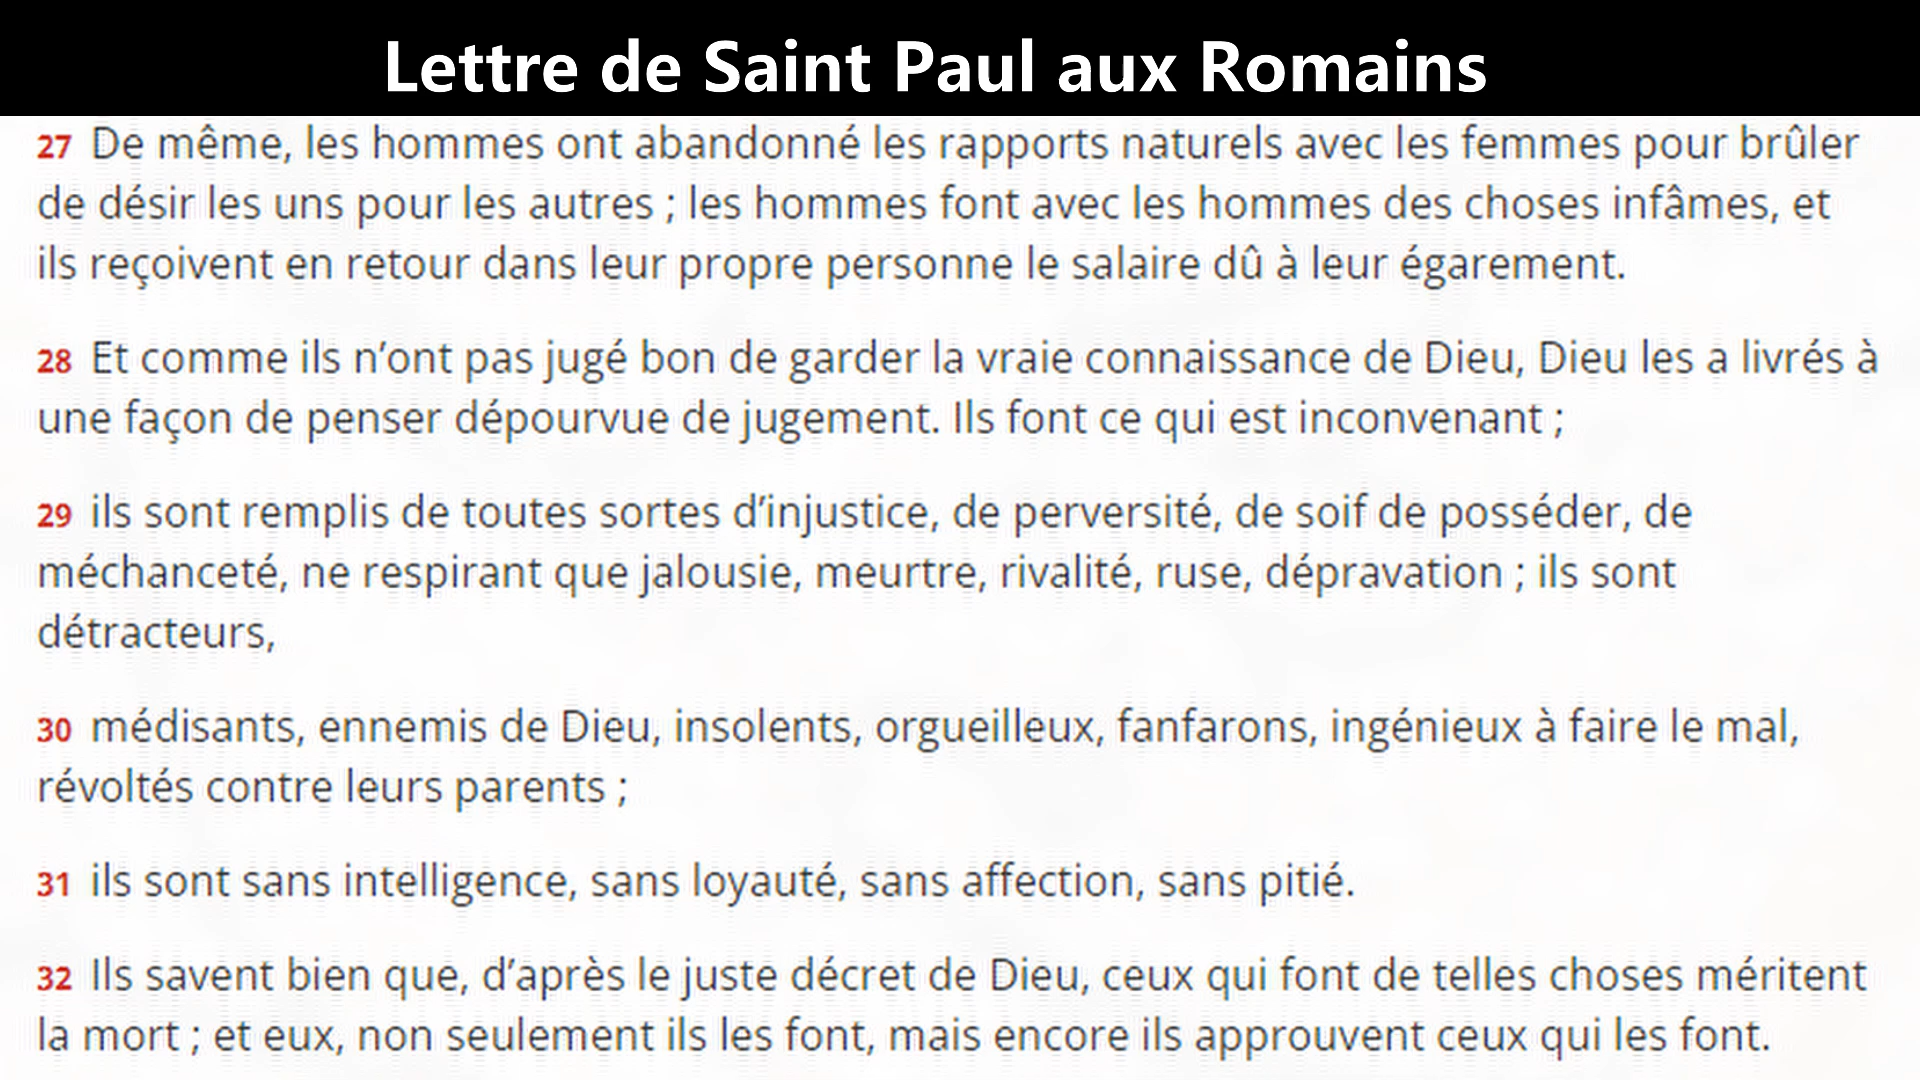 Lettre de Saint Paul aux Romains
27 De même, les hommes ont abandonné les rapports naturels avec les femmes pour brûler
de désir les uns pour les autres ; les hommes font avec les hommes des choses infâmes, et
ils reçoivent en retour dans leur propre personne le salaire dû à leur égarement.
28 Et comme ils n’ont pas jugé bon de garder la vraie connaissance de Dieu, Dieu les a livrés à
une façon de penser dépourvue de jugement. Ils font ce qui est inconvenant ;
29 ils sont remplis de toutes sortes d’injustice, de perversité, de soif de posséder, de
méchanceté, ne respirant que jalousie, meurtre, rivalité, ruse, dépravation ; ils sont
détracteurs,
30 médisants, ennemis de Dieu, insolents, orgueilleux, fanfarons, ingénieux à faire le mal,
révoltés contre leurs parents ;
31 ils sont sans intelligence, sans loyauté, sans affection, sans pitié.
32 Ils savent bien que, d’après le juste décret de Dieu, ceux qui font de telles choses méritent
la mort ; et eux, non seulement ils les font, mais encore ils approuvent ceux qui les font.